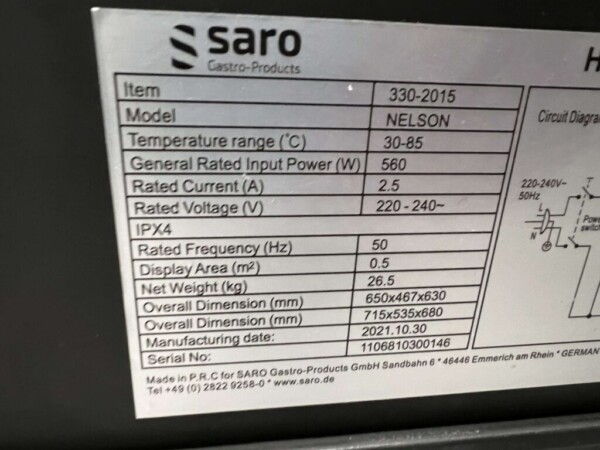 saro
Gastro-Products
H
Item 330-2015
Model NELSON
Temperature range (°C) 30-85
General Rated Input Power (W) 560
Rated Current (A) 2.5
Rated Voltage (V) 220-240~
IPX4
Rated Frequency (Hz) 50
Display Area (m²) 0.5
Net Weight (kg) 26.5
Overall Dimension (mm) 650x467x630
Overall Dimension (mm) 715x535x680
Manufacturing date: 2021.10.30
Serial No: 1106810300146
Made in P.R.C for SARO Gastro-Products GmbH Sandbahn 6 * 46446 Emmerich am Rhein * GERMAN
Tel +49 (0) 2822 9258-0 * www.saro.de
Circuit Diagra
220-240V~
50Hz
L
N
Powe
switch